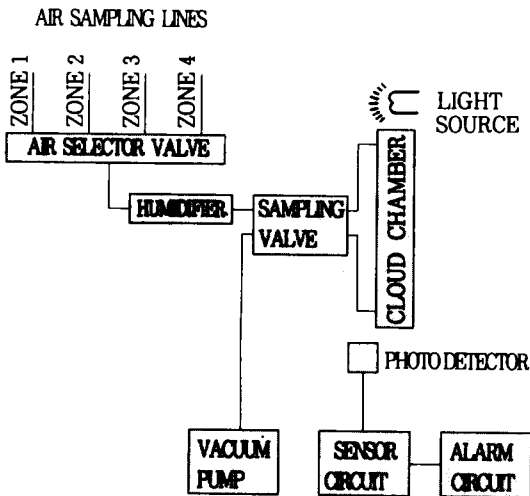 AIR SAMPLING LINES
ZONE 1
ZONE 2
ZONE 3
ZONE 4
AIR SELECTOR VALVE
LIGHT
SOURCE
HUMIDIFIER
SAMPLING
VALVE
CLOUD CHAMBER
PHOTO DETECTOR
VACUUM
PUMP
SENSOR
CIRCUIT
ALARM
CIRCUIT